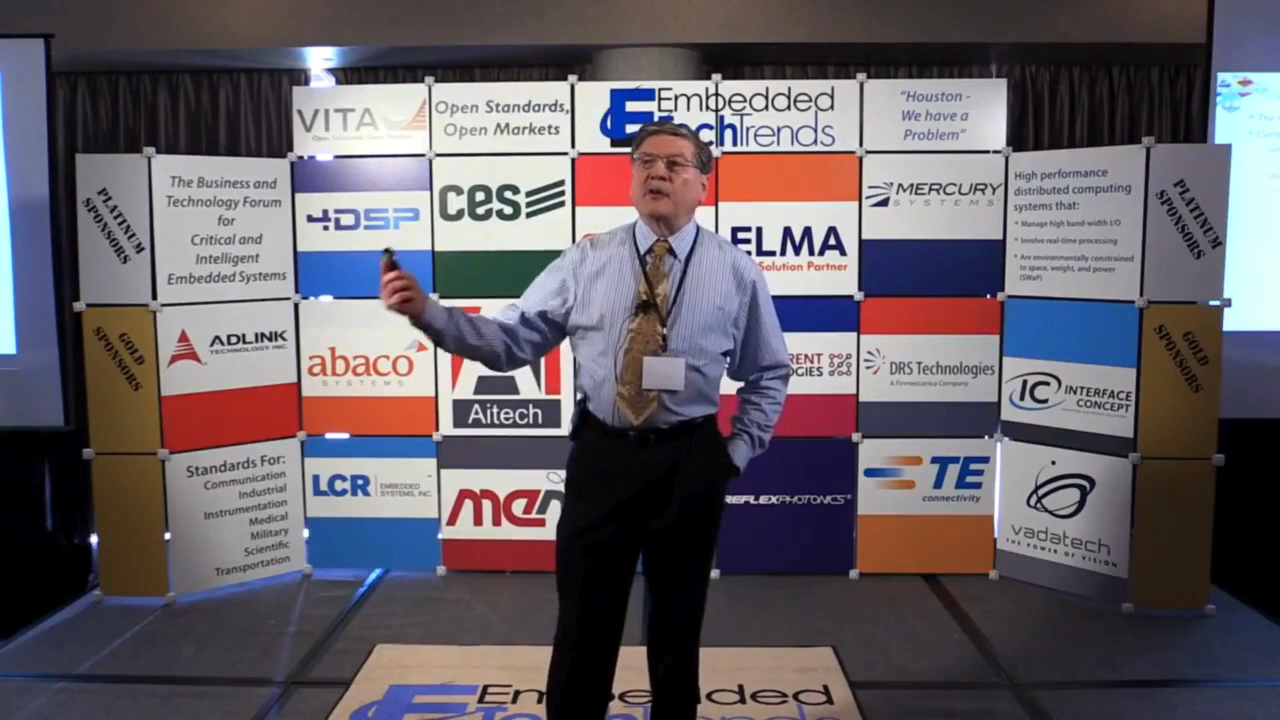 VITA
Open Standards, Open Markets
Open Standards,
Open Markets
Embedded
TechTrends
"Houston -
We have a
Problem"
PLATINUM
SPONSORS
The Business and
Technology Forum
for
Critical and
Intelligent
Embedded Systems
4DSP
ces
ELMA
Solution Partner
MERCURY
SYSTEMS
High performance
distributed computing
systems that:
• Manage high band-width I/O
• Involve real-time processing
• Are environmentally constrained
to space, weight, and power
(SWaP)
PLATINUM
SPONSORS
GOLD
SPONSORS
ADLINK
TECHNOLOGY INC.
abaco
SYSTEMS
Aitech
RENT
OGIES
DRS Technologies
A Finmeccanica Company
IC INTERFACE
CONCEPT
GOLD
SPONSORS
Standards For:
Communication
Industrial
Instrumentation
Medical
Military
Scientific
Transportation
LCR EMBEDDED
SYSTEMS, INC.
men
REFLEXPHOTONICS
TE
connectivity
vadatech
THE POWER OF VISION
Embedded
TechTrends